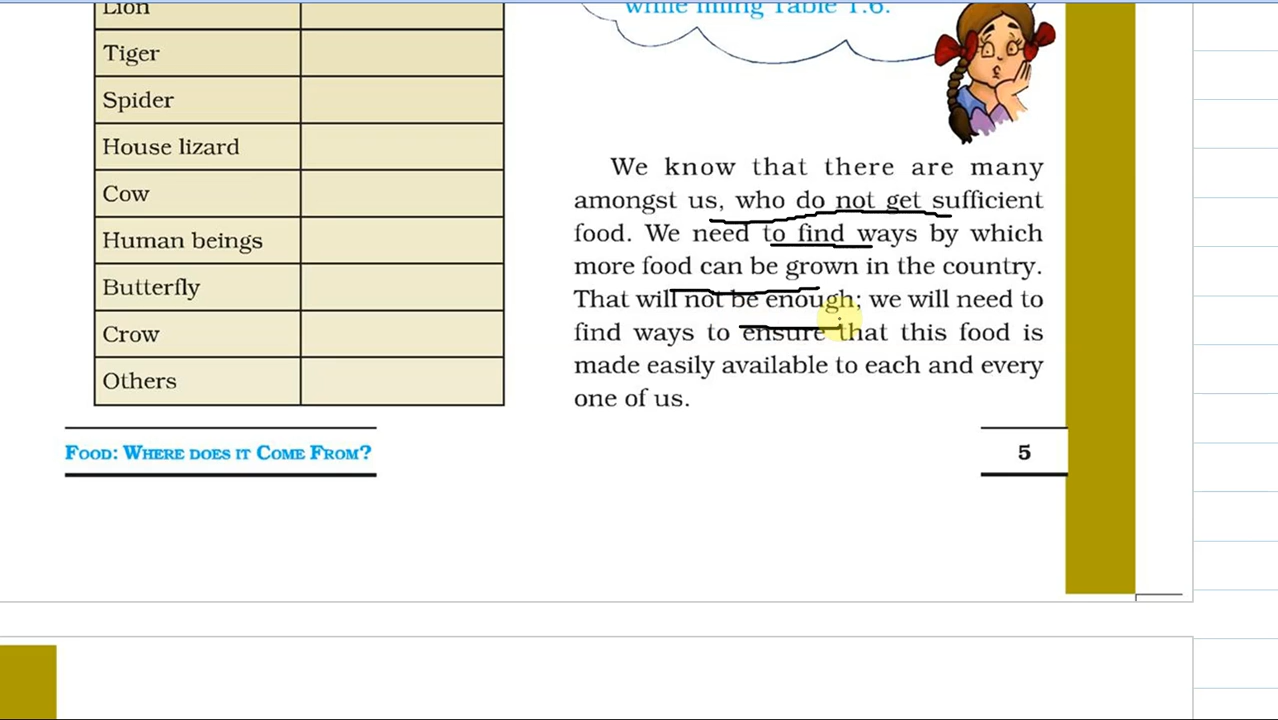 Lion
Tiger
Spider
House lizard
Cow
Human beings
Butterfly
Crow
Others
while filling Table 1.6.
We know that there are many
amongst us, who do not get sufficient
food. We need to find ways by which
more food can be grown in the country.
That will not be enough; we will need to
find ways to ensure that this food is
made easily available to each and every
one of us.
FOOD: WHERE DOES IT COME FROM?
5